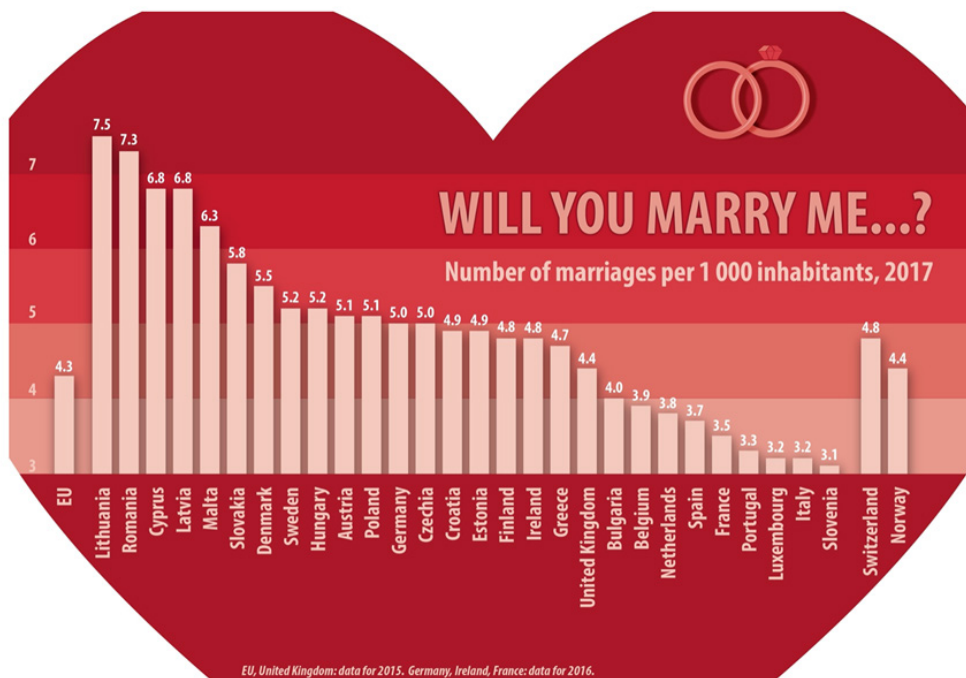 WILL YOU MARRY ME...?
Number of marriages per 1 000 inhabitants, 2017
7
6
5
4
3
4.3
7.5
7.3
6.8
6.8
6.3
5.8
5.5
5.2
5.2
5.1
5.1
5.0
5.0
4.9
4.9
4.8
4.8
4.7
4.4
4.0
3.9
3.8
3.7
3.5
3.3
3.2
3.2
3.1
4.8
4.4
EU
Lithuania
Romania
Cyprus
Latvia
Malta
Slovakia
Denmark
Sweden
Hungary
Austria
Poland
Germany
Czechia
Croatia
Estonia
Finland
Ireland
Greece
United Kingdom
Bulgaria
Belgium
Netherlands
Spain
France
Portugal
Luxembourg
Italy
Slovenia
Switzerland
Norway
EU, United Kingdom: data for 2015. Germany, Ireland, France: data for 2016.